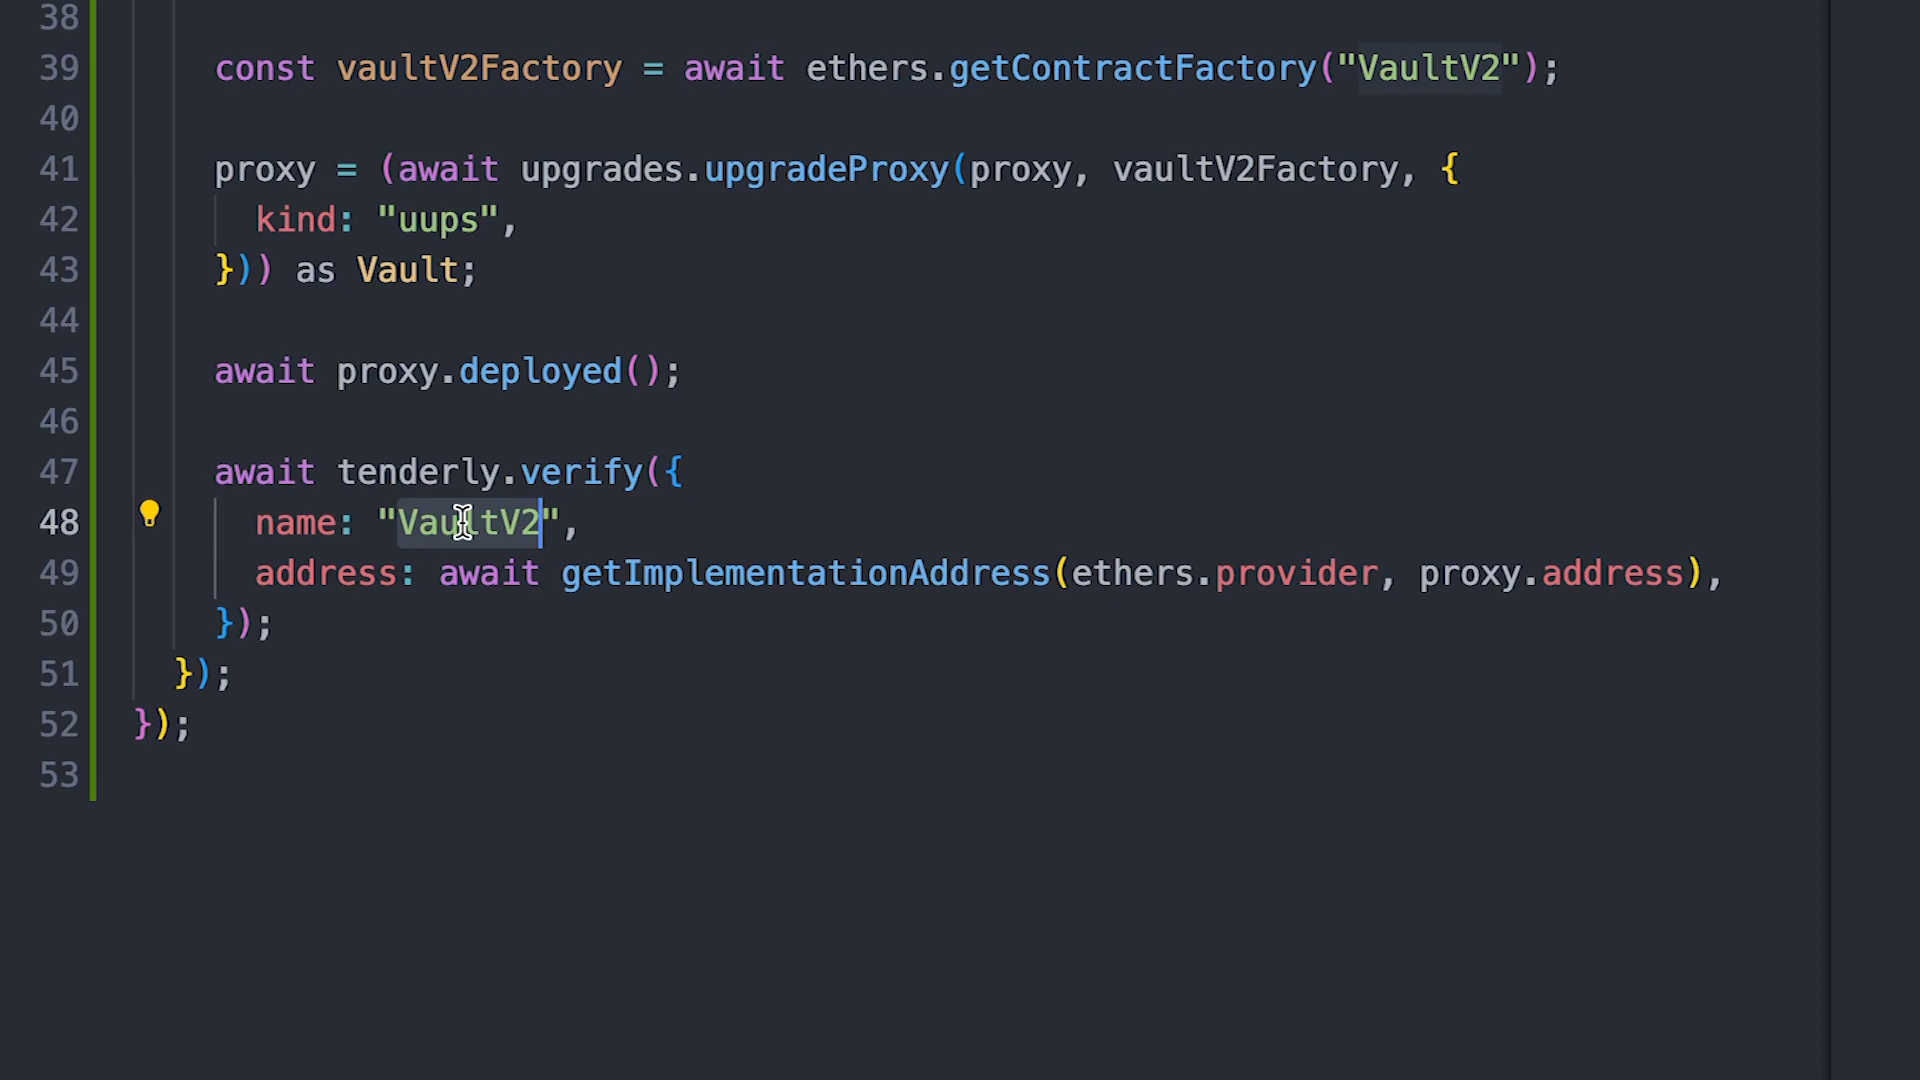 38
39 const vaultV2Factory = await ethers.getContractFactory("VaultV2");
40
41 proxy = (await upgrades.upgradeProxy(proxy, vaultV2Factory, {
42 kind: "uups",
43 })) as Vault;
44
45 await proxy.deployed();
46
47 await tenderly.verify({
48 name: "VaultV2",
49 address: await getImplementationAddress(ethers.provider, proxy.address),
50 });
51 });
52 });
53